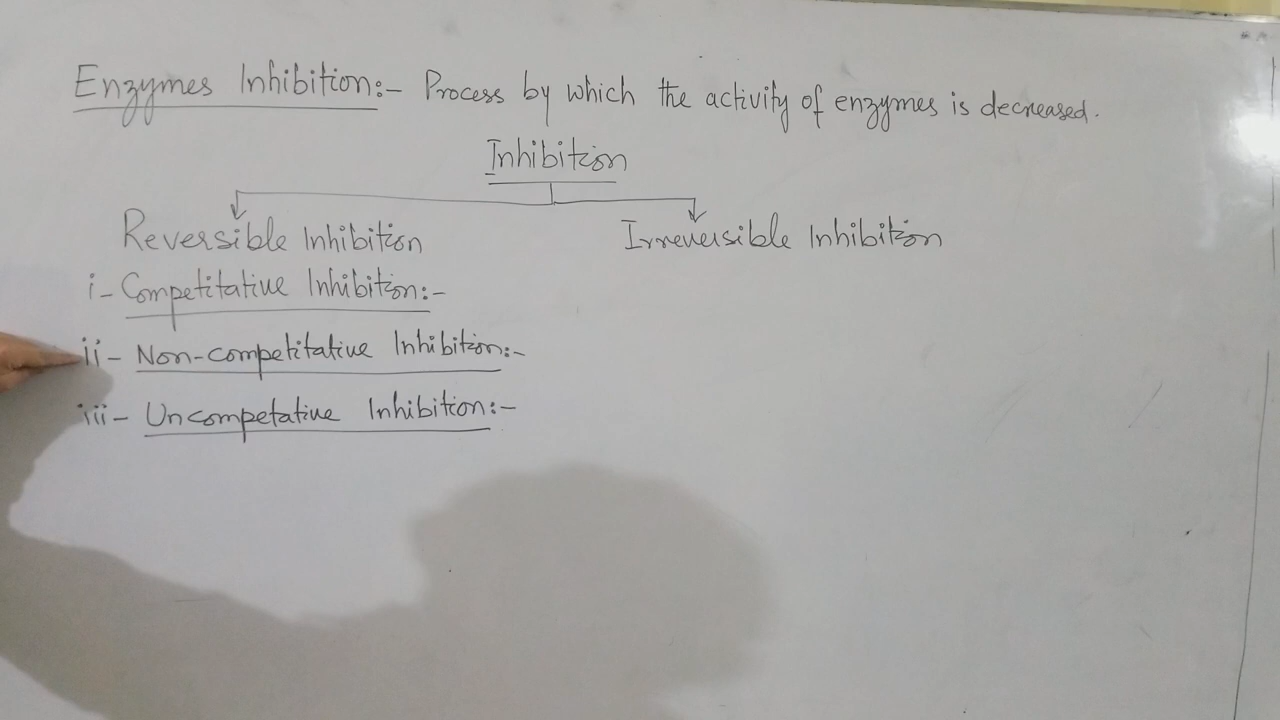 Enzymes Inhibition:- Process by which the activity of enzymes is decreased.
Inhibition
Reversible Inhibition Irreversible Inhibition
i- Competitative Inhibition:-
ii- Non-competitative Inhibition:-
iii- Uncompetative Inhibition:-